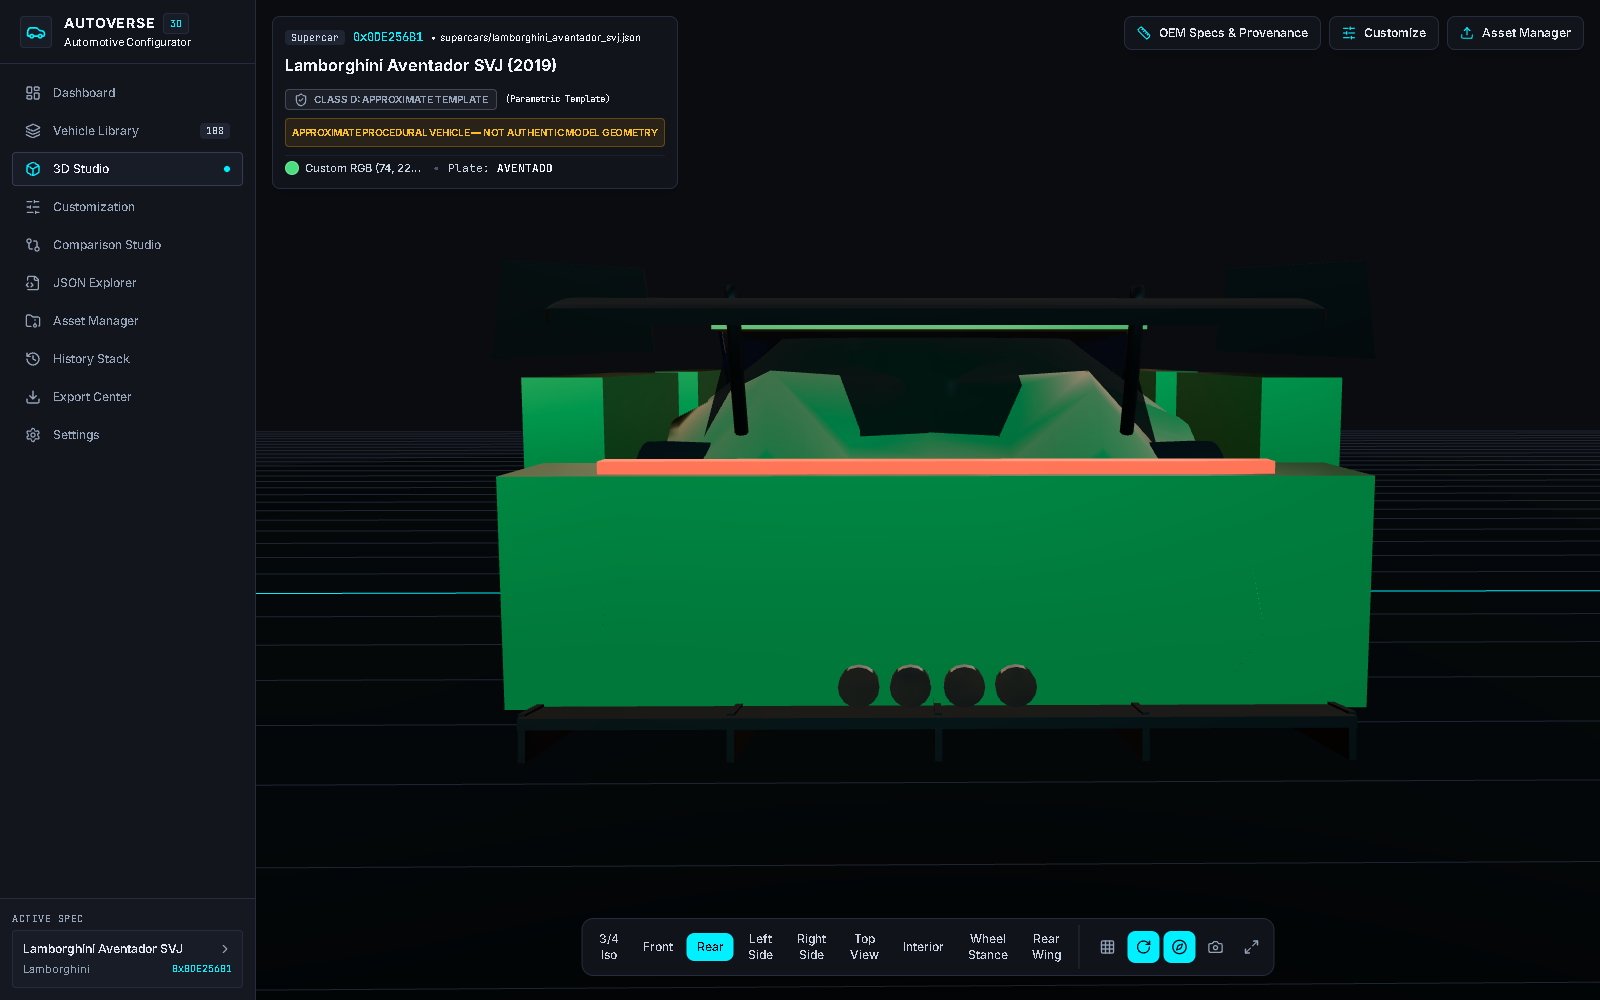 AUTOVERSE 3D
Automotive Configurator
Dashboard
Vehicle Library 188
3D Studio
Customization
Comparison Studio
JSON Explorer
Asset Manager
History Stack
Export Center
Settings
ACTIVE SPEC
Lamborghini Aventador SVJ
Lamborghini 0x0DE256B1
Supercar 0x0DE256B1 • supercars/lamborghini_aventador_svj.json
Lamborghini Aventador SVJ (2019)
CLASS D: APPROXIMATE TEMPLATE (Parametric Template)
APPROXIMATE PROCEDURAL VEHICLE — NOT AUTHENTIC MODEL GEOMETRY
Custom RGB (74, 22... • Plate: AVENTADO
OEM Specs & Provenance
Customize
Asset Manager
3/4 Iso
Front
Rear
Left Side
Right Side
Top View
Interior
Wheel Stance
Rear Wing